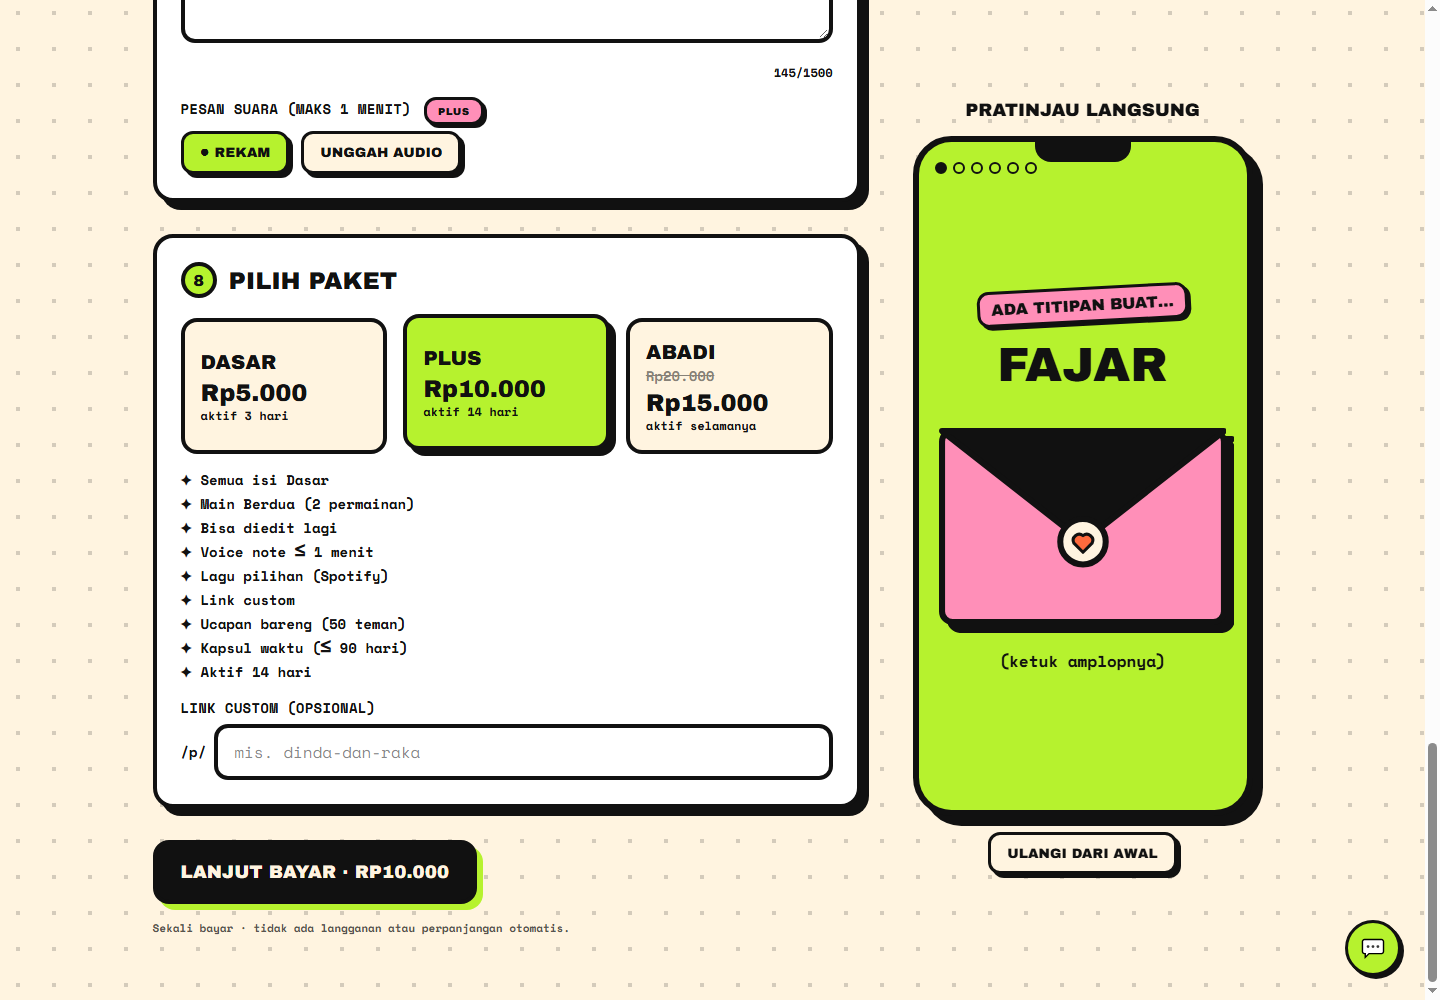 145/1500
PESAN SUARA (MAKS 1 MENIT) PLUS
REKAM
UNGGAH AUDIO
8 PILIH PAKET
DASAR
Rp5.000
aktif 3 hari
PLUS
Rp10.000
aktif 14 hari
ABADI
Rp20.000
Rp15.000
aktif selamanya
✦ Semua isi Dasar
✦ Main Berdua (2 permainan)
✦ Bisa diedit lagi
✦ Voice note ≤ 1 menit
✦ Lagu pilihan (Spotify)
✦ Link custom
✦ Ucapan bareng (50 teman)
✦ Kapsul waktu (≤ 90 hari)
✦ Aktif 14 hari
LINK CUSTOM (OPSIONAL)
/p/ mis. dinda-dan-raka
LANJUT BAYAR · RP10.000
Sekali bayar · tidak ada langganan atau perpanjangan otomatis.
PRATINJAU LANGSUNG
ADA TITIPAN BUAT...
FAJAR
(ketuk amplopnya)
ULANGI DARI AWAL